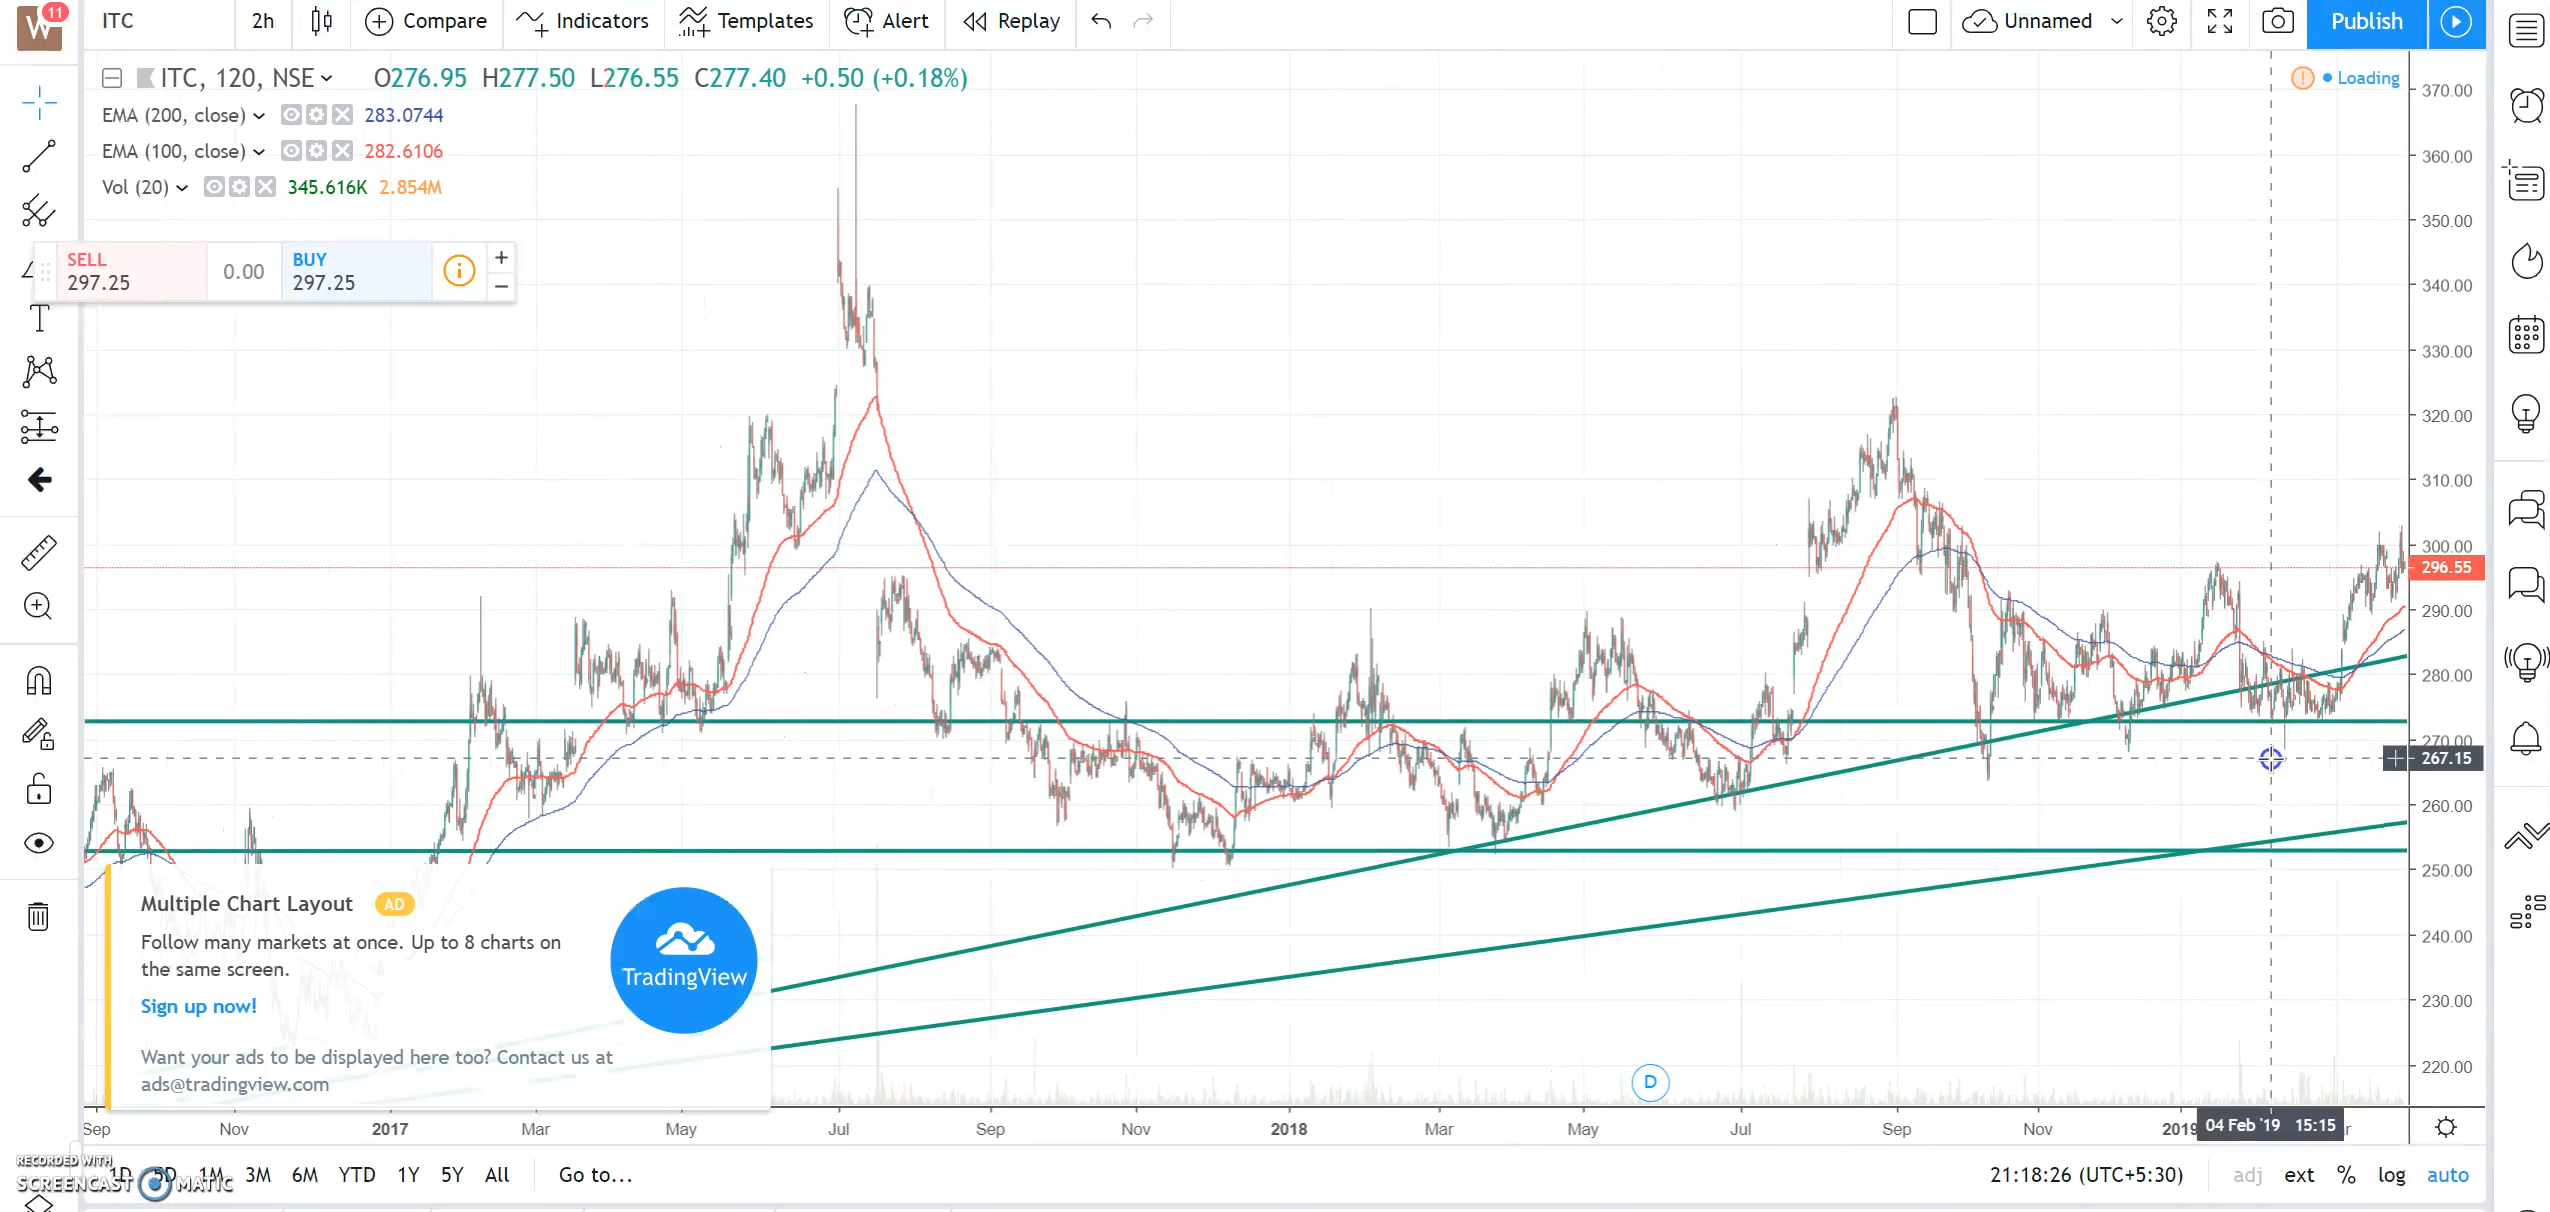 W 11
ITC 2h Compare Indicators Templates Alert Replay Unnamed Publish
ITC, 120, NSE O276.95 H277.50 L276.55 C277.40 +0.50 (+0.18%)
Loading
EMA (200, close) 283.0744
EMA (100, close) 282.6106
Vol (20) 345.616K 2.854M
SELL
297.25
0.00
BUY
297.25
370.00
360.00
350.00
340.00
330.00
320.00
310.00
300.00
296.55
290.00
280.00
270.00
267.15
260.00
250.00
240.00
230.00
220.00
Multiple Chart Layout AD
Follow many markets at once. Up to 8 charts on
the same screen.
Sign up now!
TradingView
Want your ads to be displayed here too? Contact us at
ads@tradingview.com
D
Sep Nov 2017 Mar May Jul Sep Nov 2018 Mar May Jul Sep Nov 2019 04 Feb '19 15:15
1D 5D 1M 3M 6M YTD 1Y 5Y All Go to... 21:18:26 (UTC+5:30) adj ext % log auto
RECORDED WITH
SCREENCAST MATIC